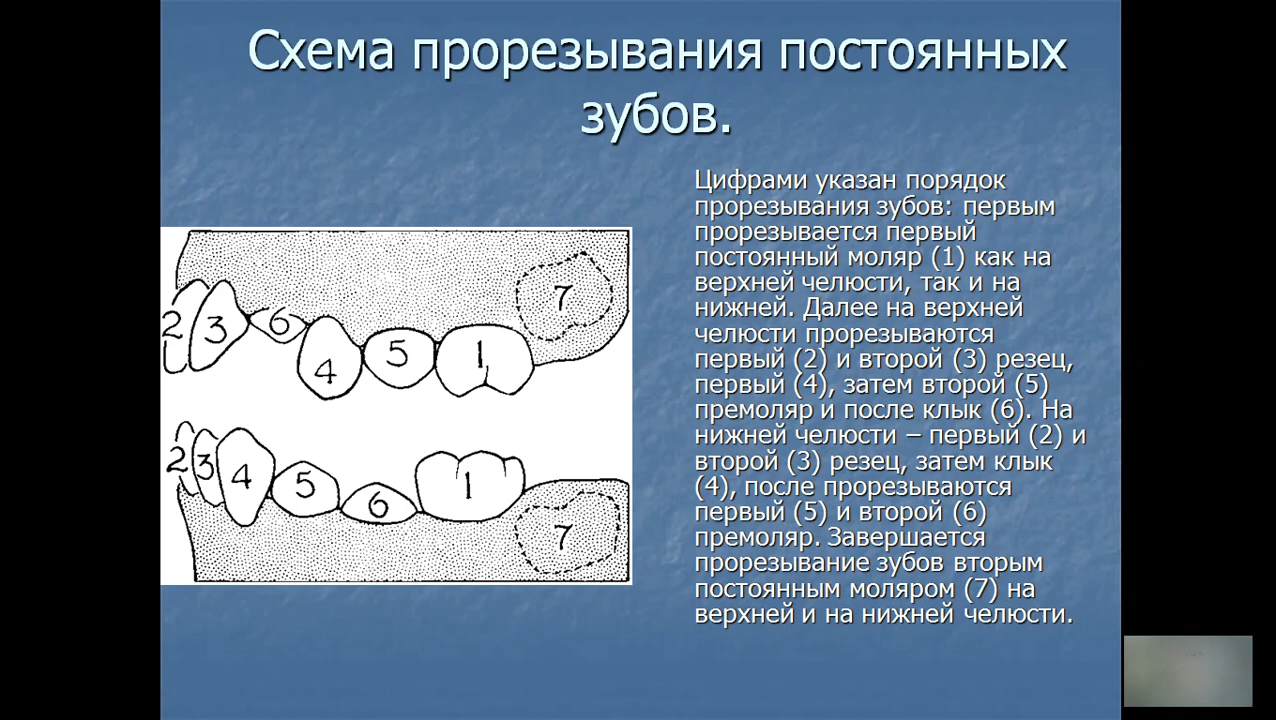 Схема прорезывания постоянных
зубов.
Цифрами указан порядок
прорезывания зубов: первым
прорезывается первый
постоянный моляр (1) как на
верхней челюсти, так и на
нижней. Далее на верхней
челюсти прорезываются
первый (2) и второй (3) резец,
первый (4), затем второй (5)
премоляр и после клык (6). На
нижней челюсти – первый (2) и
второй (3) резец, затем клык
(4), после прорезываются
первый (5) и второй (6)
премоляр. Завершается
прорезывание зубов вторым
постоянным моляром (7) на
верхней и на нижней челюсти.
2 3 6 4 5 1 7
2 3 4 5 6 1 7